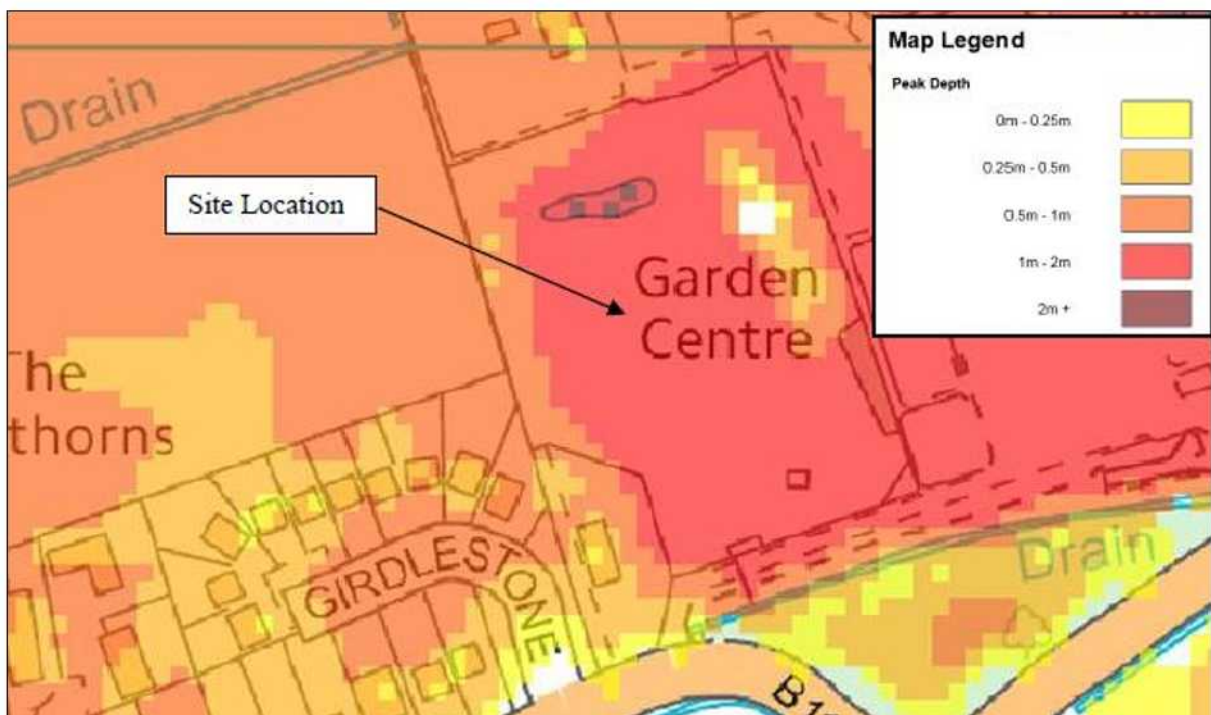 Map Legend
Peak Depth
0m - 0.25m
0.25m - 0.5m
0.5m - 1m
1m - 2m
2m +
Drain
Site Location
Garden
Centre
The
thorns
GIRDLESTONE
Drain